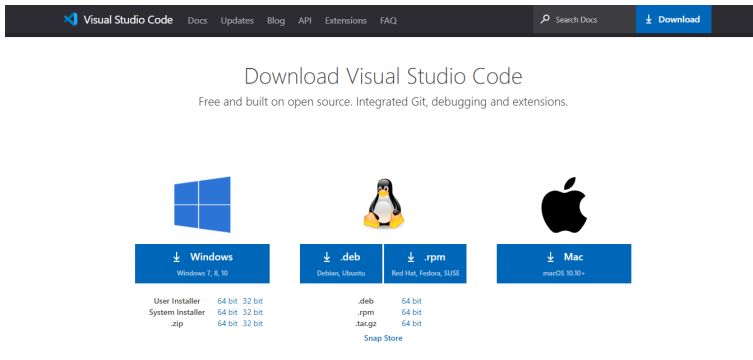 Visual Studio Code Docs Updates Blog API Extensions FAQ Search Docs Download
Download Visual Studio Code
Free and built on open source. Integrated Git, debugging and extensions.
Windows
Windows 7, 8, 10
.deb
Debian, Ubuntu
.rpm
Red Hat, Fedora, SUSE
Mac
macOS 10.10+
User Installer 64 bit 32 bit
System Installer 64 bit 32 bit
.zip 64 bit 32 bit
.deb 64 bit
.rpm 64 bit
.tar.gz 64 bit
Snap Store